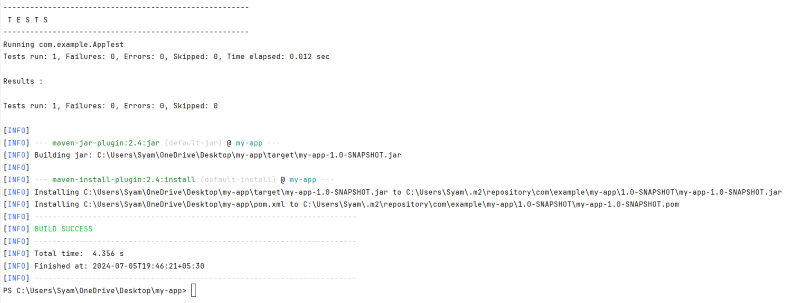 -------------------------------------------------------
 T E S T S
-------------------------------------------------------
Running com.example.AppTest
Tests run: 1, Failures: 0, Errors: 0, Skipped: 0, Time elapsed: 0.012 sec
Results :
Tests run: 1, Failures: 0, Errors: 0, Skipped: 0
[INFO]
[INFO] --- maven-jar-plugin:2.4:jar (default-jar) @ my-app ---
[INFO] Building jar: C:\Users\Syam\OneDrive\Desktop\my-app\target\my-app-1.0-SNAPSHOT.jar
[INFO]
[INFO] --- maven-install-plugin:2.4:install (default-install) @ my-app ---
[INFO] Installing C:\Users\Syam\OneDrive\Desktop\my-app\target\my-app-1.0-SNAPSHOT.jar to C:\Users\Syam\.m2\repository\com\example\my-app\1.0-SNAPSHOT\my-app-1.0-SNAPSHOT.jar
[INFO] Installing C:\Users\Syam\OneDrive\Desktop\my-app\pom.xml to C:\Users\Syam\.m2\repository\com\example\my-app\1.0-SNAPSHOT\my-app-1.0-SNAPSHOT.pom
[INFO] ------------------------------------------------------------------------
[INFO] BUILD SUCCESS
[INFO] ------------------------------------------------------------------------
[INFO] Total time:  4.356 s
[INFO] Finished at: 2024-07-05T19:46:21+05:30
[INFO] ------------------------------------------------------------------------
PS C:\Users\Syam\OneDrive\Desktop\my-app>